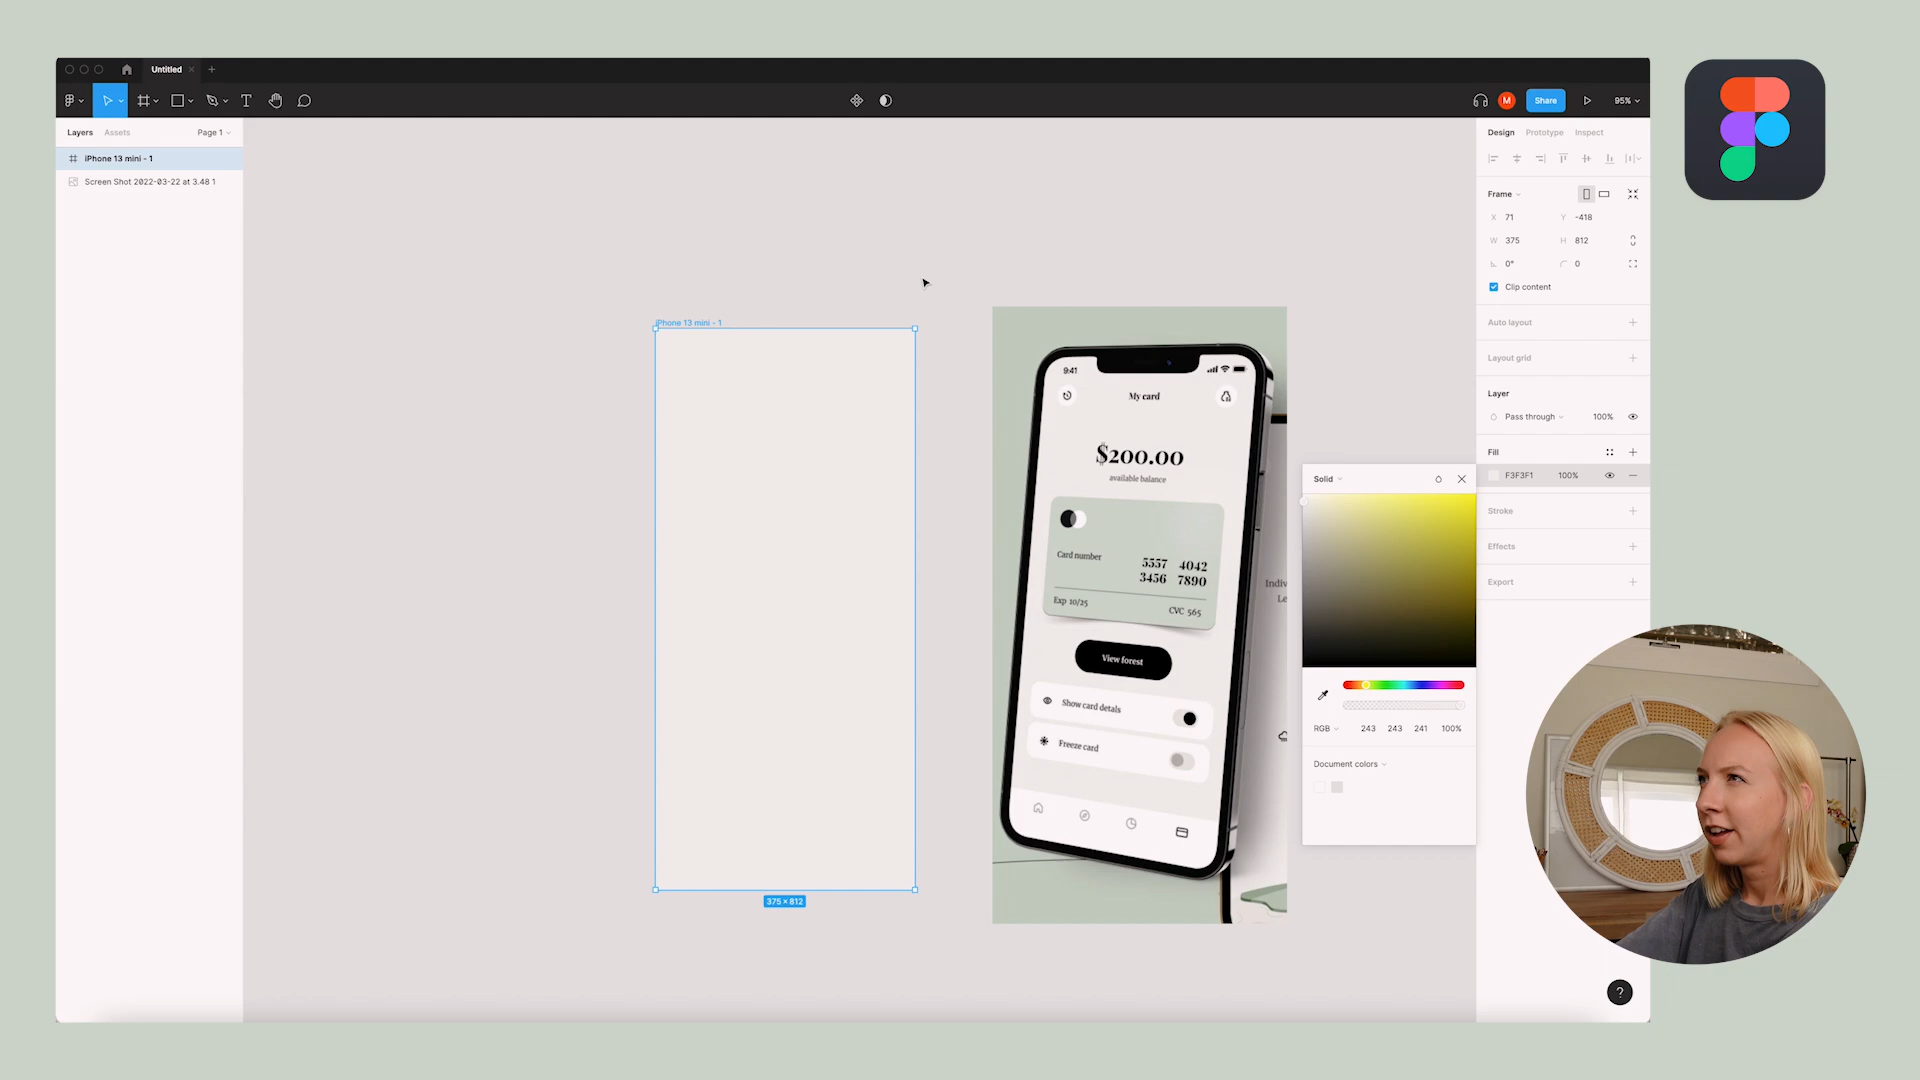 Untitled
M
Share
95%
Layers
Assets
Page 1
iPhone 13 mini - 1
Screen Shot 2022-03-22 at 3.48 1
iPhone 13 mini - 1
375 × 812
9:41
My card
$200.00
available balance
Card number
5557 4042
3456 7890
Exp 10/25
CVC 565
View forest
Show card detals
Freeze card
Indiv
Le
Solid
RGB
243
243
241
100%
Document colors
Design
Prototype
Inspect
Frame
X 71
Y -418
W 375
H 812
0°
0
Clip content
Auto layout
Layout grid
Layer
Pass through
100%
Fill
F3F3F1
100%
Stroke
Effects
Export
?